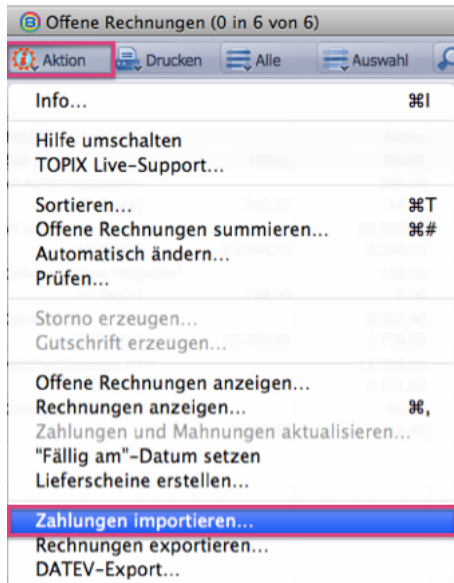 Offene Rechnungen (0 in 6 von 6)
Aktion Drucken Alle Auswahl
Info... ⌘I
Hilfe umschalten
TOPIX Live-Support...
Sortieren... ⌘T
Offene Rechnungen summieren... ⌘#
Automatisch ändern...
Prüfen...
Storno erzeugen...
Gutschrift erzeugen...
Offene Rechnungen anzeigen...
Rechnungen anzeigen... ⌘,
Zahlungen und Mahnungen aktualisieren...
"Fällig am"-Datum setzen
Lieferscheine erstellen...
Zahlungen importieren...
Rechnungen exportieren...
DATEV-Export...